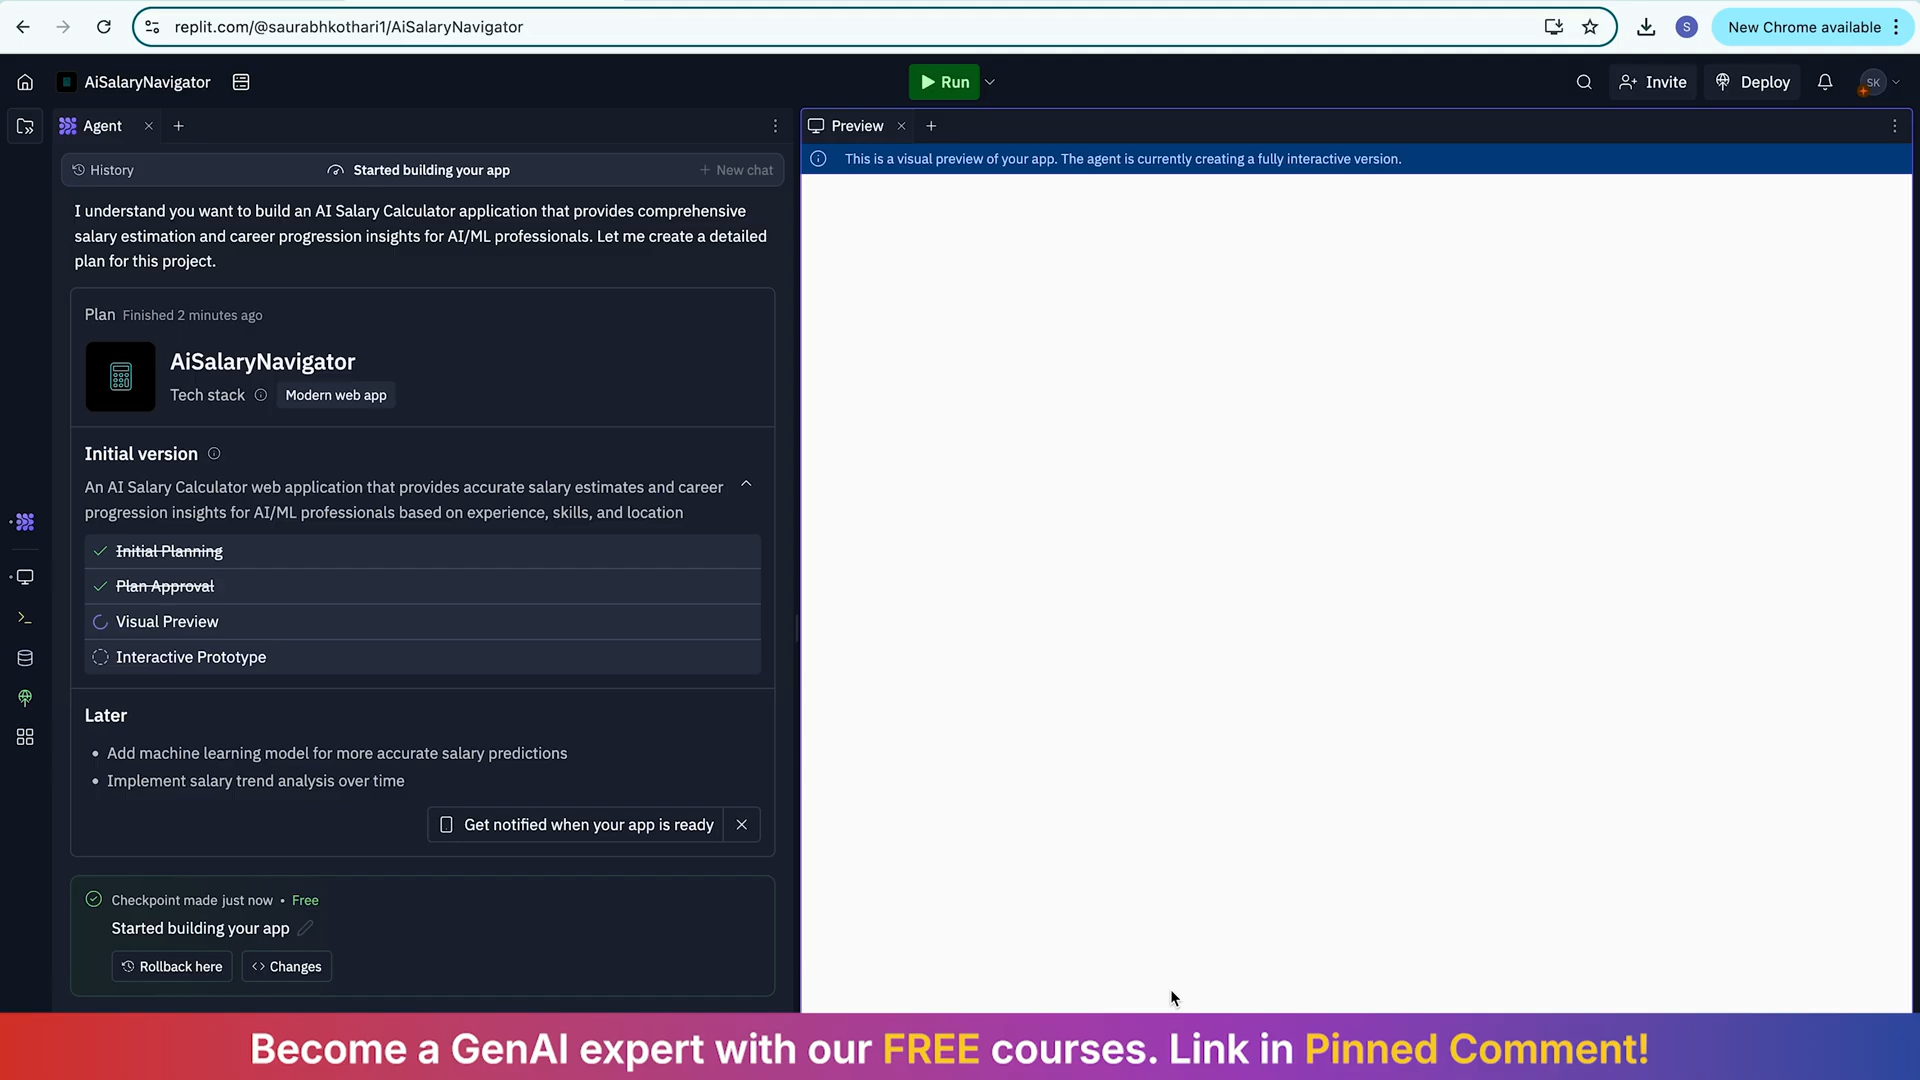 replit.com/@saurabhkothari1/AiSalaryNavigator
S
New Chrome available
AiSalaryNavigator
Run
Invite
Deploy
SK
Agent
Preview
History
Started building your app
New chat
This is a visual preview of your app. The agent is currently creating a fully interactive version.
I understand you want to build an AI Salary Calculator application that provides comprehensive
salary estimation and career progression insights for AI/ML professionals. Let me create a detailed
plan for this project.
Plan Finished 2 minutes ago
AiSalaryNavigator
Tech stack Modern web app
Initial version
An AI Salary Calculator web application that provides accurate salary estimates and career
progression insights for AI/ML professionals based on experience, skills, and location
Initial Planning
Plan Approval
Visual Preview
Interactive Prototype
Later
• Add machine learning model for more accurate salary predictions
• Implement salary trend analysis over time
Get notified when your app is ready
Checkpoint made just now • Free
Started building your app
Rollback here
Changes
Become a GenAI expert with our FREE courses. Link in Pinned Comment!